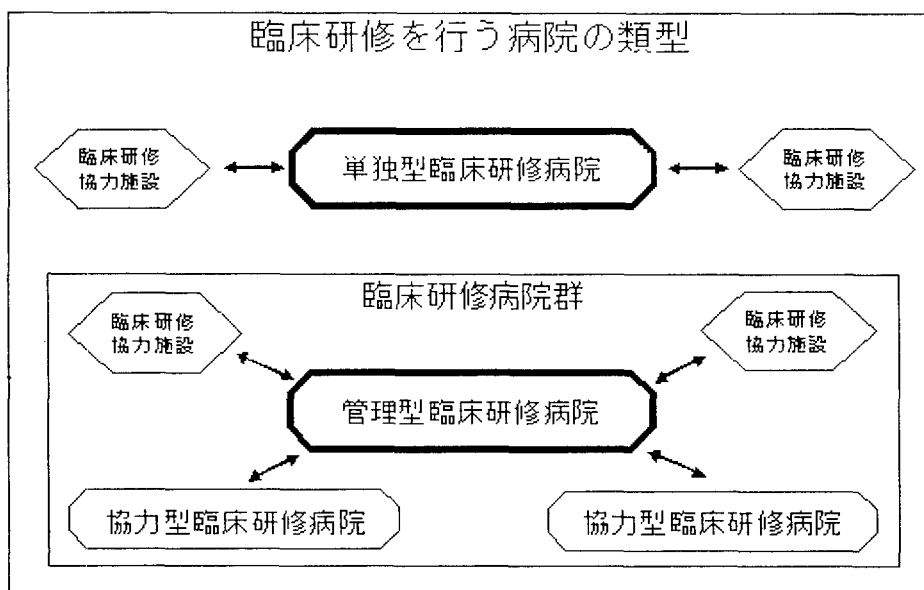 臨床研修を行う病院の類型
臨床研修
協力施設
単独型臨床研修病院
臨床研修
協力施設
臨床研修病院群
臨床研修
協力施設
臨床研修
協力施設
管理型臨床研修病院
協力型臨床研修病院
協力型臨床研修病院